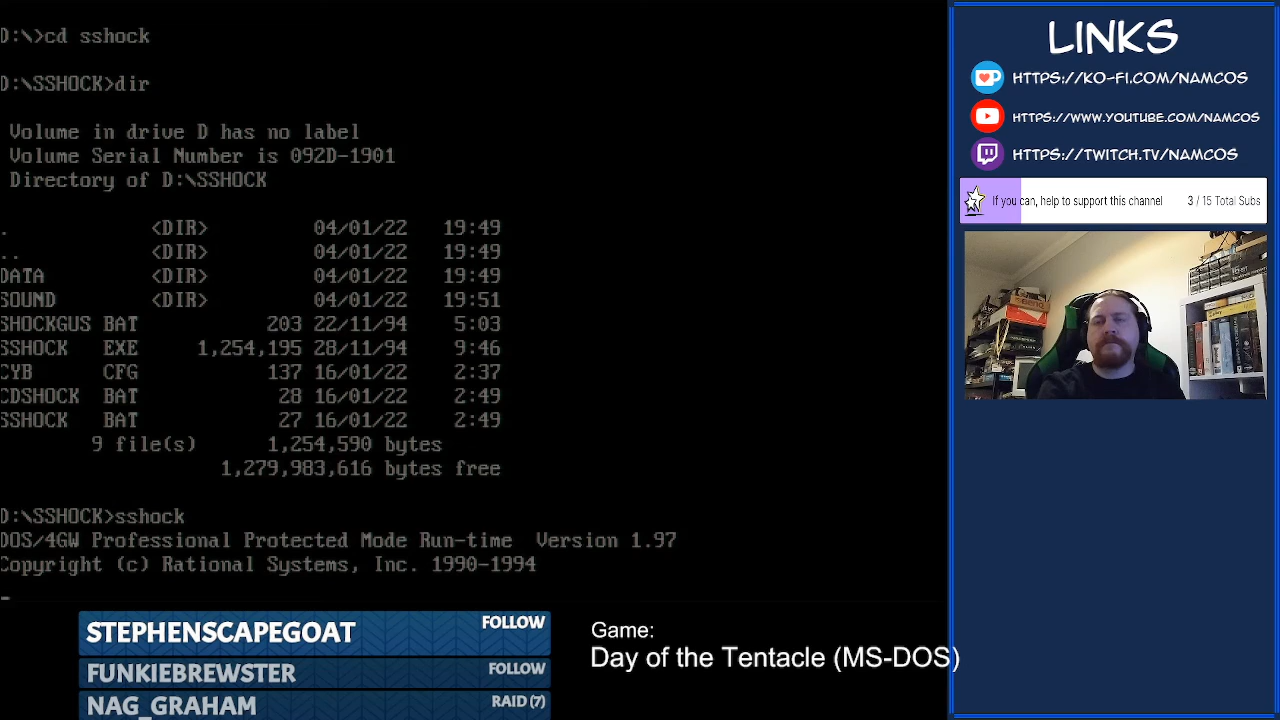 D:\>cd sshock
D:\SSHOCK>dir
Volume in drive D has no label
Volume Serial Number is 092D-1901
Directory of D:\SSHOCK
. <DIR> 04/01/22 19:49
.. <DIR> 04/01/22 19:49
DATA <DIR> 04/01/22 19:49
SOUND <DIR> 04/01/22 19:51
SHOCKGUS BAT 203 22/11/94 5:03
SSHOCK EXE 1,254,195 28/11/94 9:46
CYB CFG 137 16/01/22 2:37
CDSHOCK BAT 28 16/01/22 2:49
SSHOCK BAT 27 16/01/22 2:49
9 file(s) 1,254,590 bytes
1,279,983,616 bytes free
D:\SSHOCK>sshock
DOS/4GW Professional Protected Mode Run-time Version 1.97
Copyright (c) Rational Systems, Inc. 1990-1994
STEPHENSCAPEGOAT FOLLOW
FUNKIEBREWSTER FOLLOW
NAG_GRAHAM RAID (7)
Game:
Day of the Tentacle (MS-DOS)
LINKS
HTTPS://KO-FI.COM/NAMCOS
HTTPS://WWW.YOUTUBE.COM/NAMCOS
HTTPS://TWITCH.TV/NAMCOS
If you can, help to support this channel 3 / 15 Total Subs